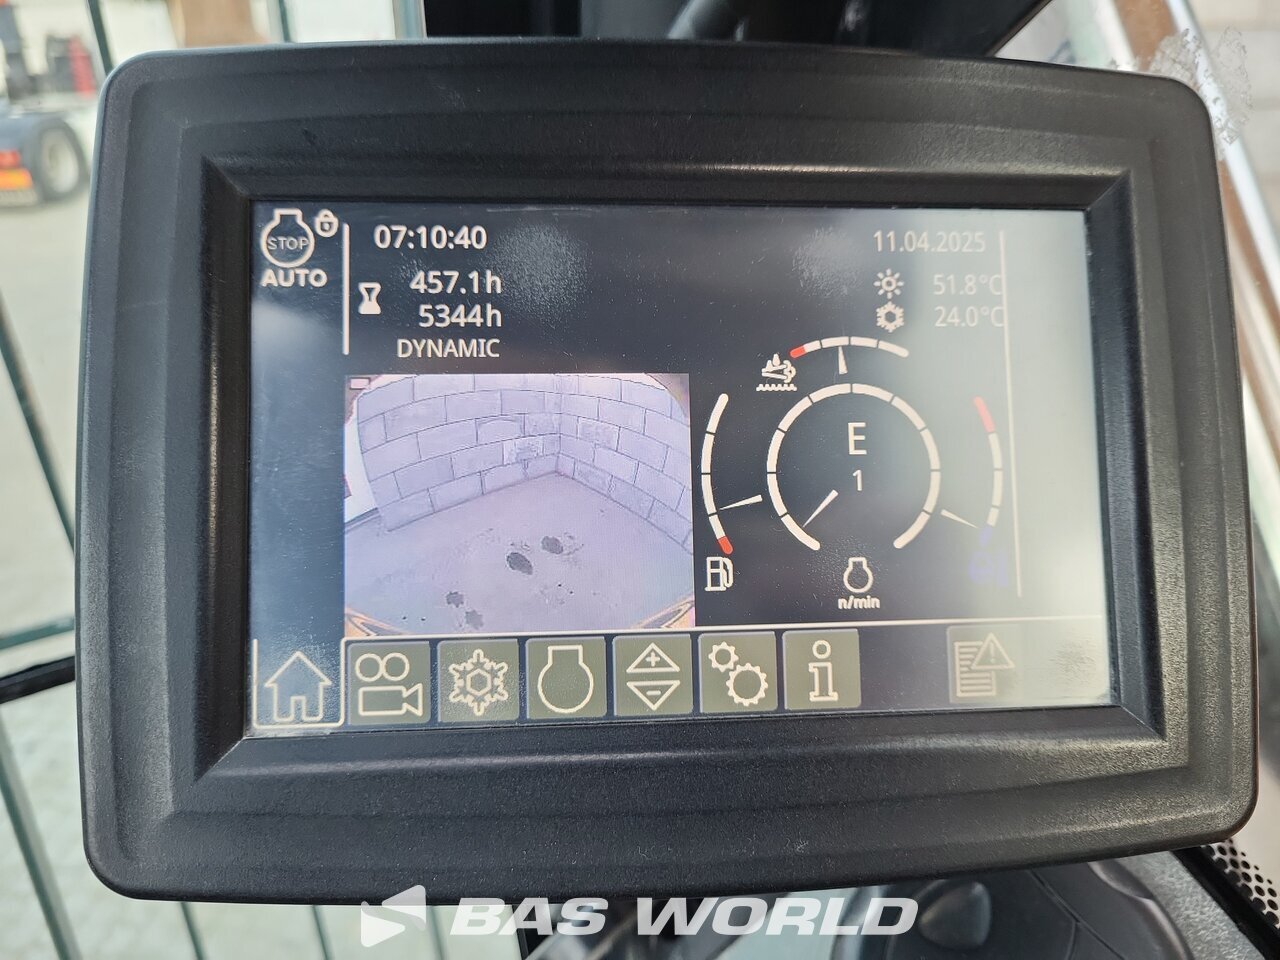 STOP
AUTO
07:10:40
11.04.2025
457.1h
5344h
DYNAMIC
51.8°C
24.0°C
E
1
n/min
BAS WORLD